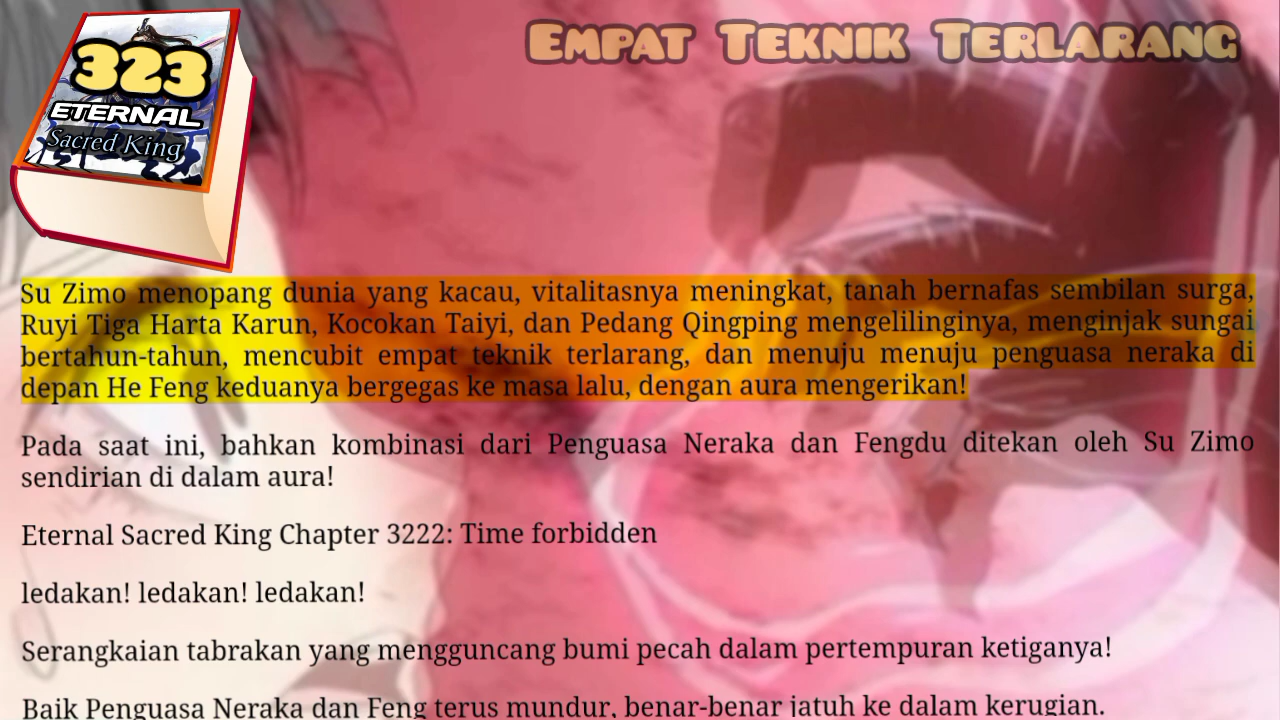 323
ETERNAL
Sacred King
EMPAT TEKNIK TERLARANG
Su Zimo menopang dunia yang kacau, vitalitasnya meningkat, tanah bernafas sembilan surga,
Ruyi Tiga Harta Karun, Kocokan Taiyi, dan Pedang Qingping mengelilinginya, menginjak sungai
bertahun-tahun, mencubit empat teknik terlarang, dan menuju menuju penguasa neraka di
depan He Feng keduanya bergegas ke masa lalu, dengan aura mengerikan!
Pada saat ini, bahkan kombinasi dari Penguasa Neraka dan Fengdu ditekan oleh Su Zimo
sendirian di dalam aura!
Eternal Sacred King Chapter 3222: Time forbidden
ledakan! ledakan! ledakan!
Serangkaian tabrakan yang mengguncang bumi pecah dalam pertempuran ketiganya!
Baik Penguasa Neraka dan Feng terus mundur, benar-benar jatuh ke dalam kerugian.